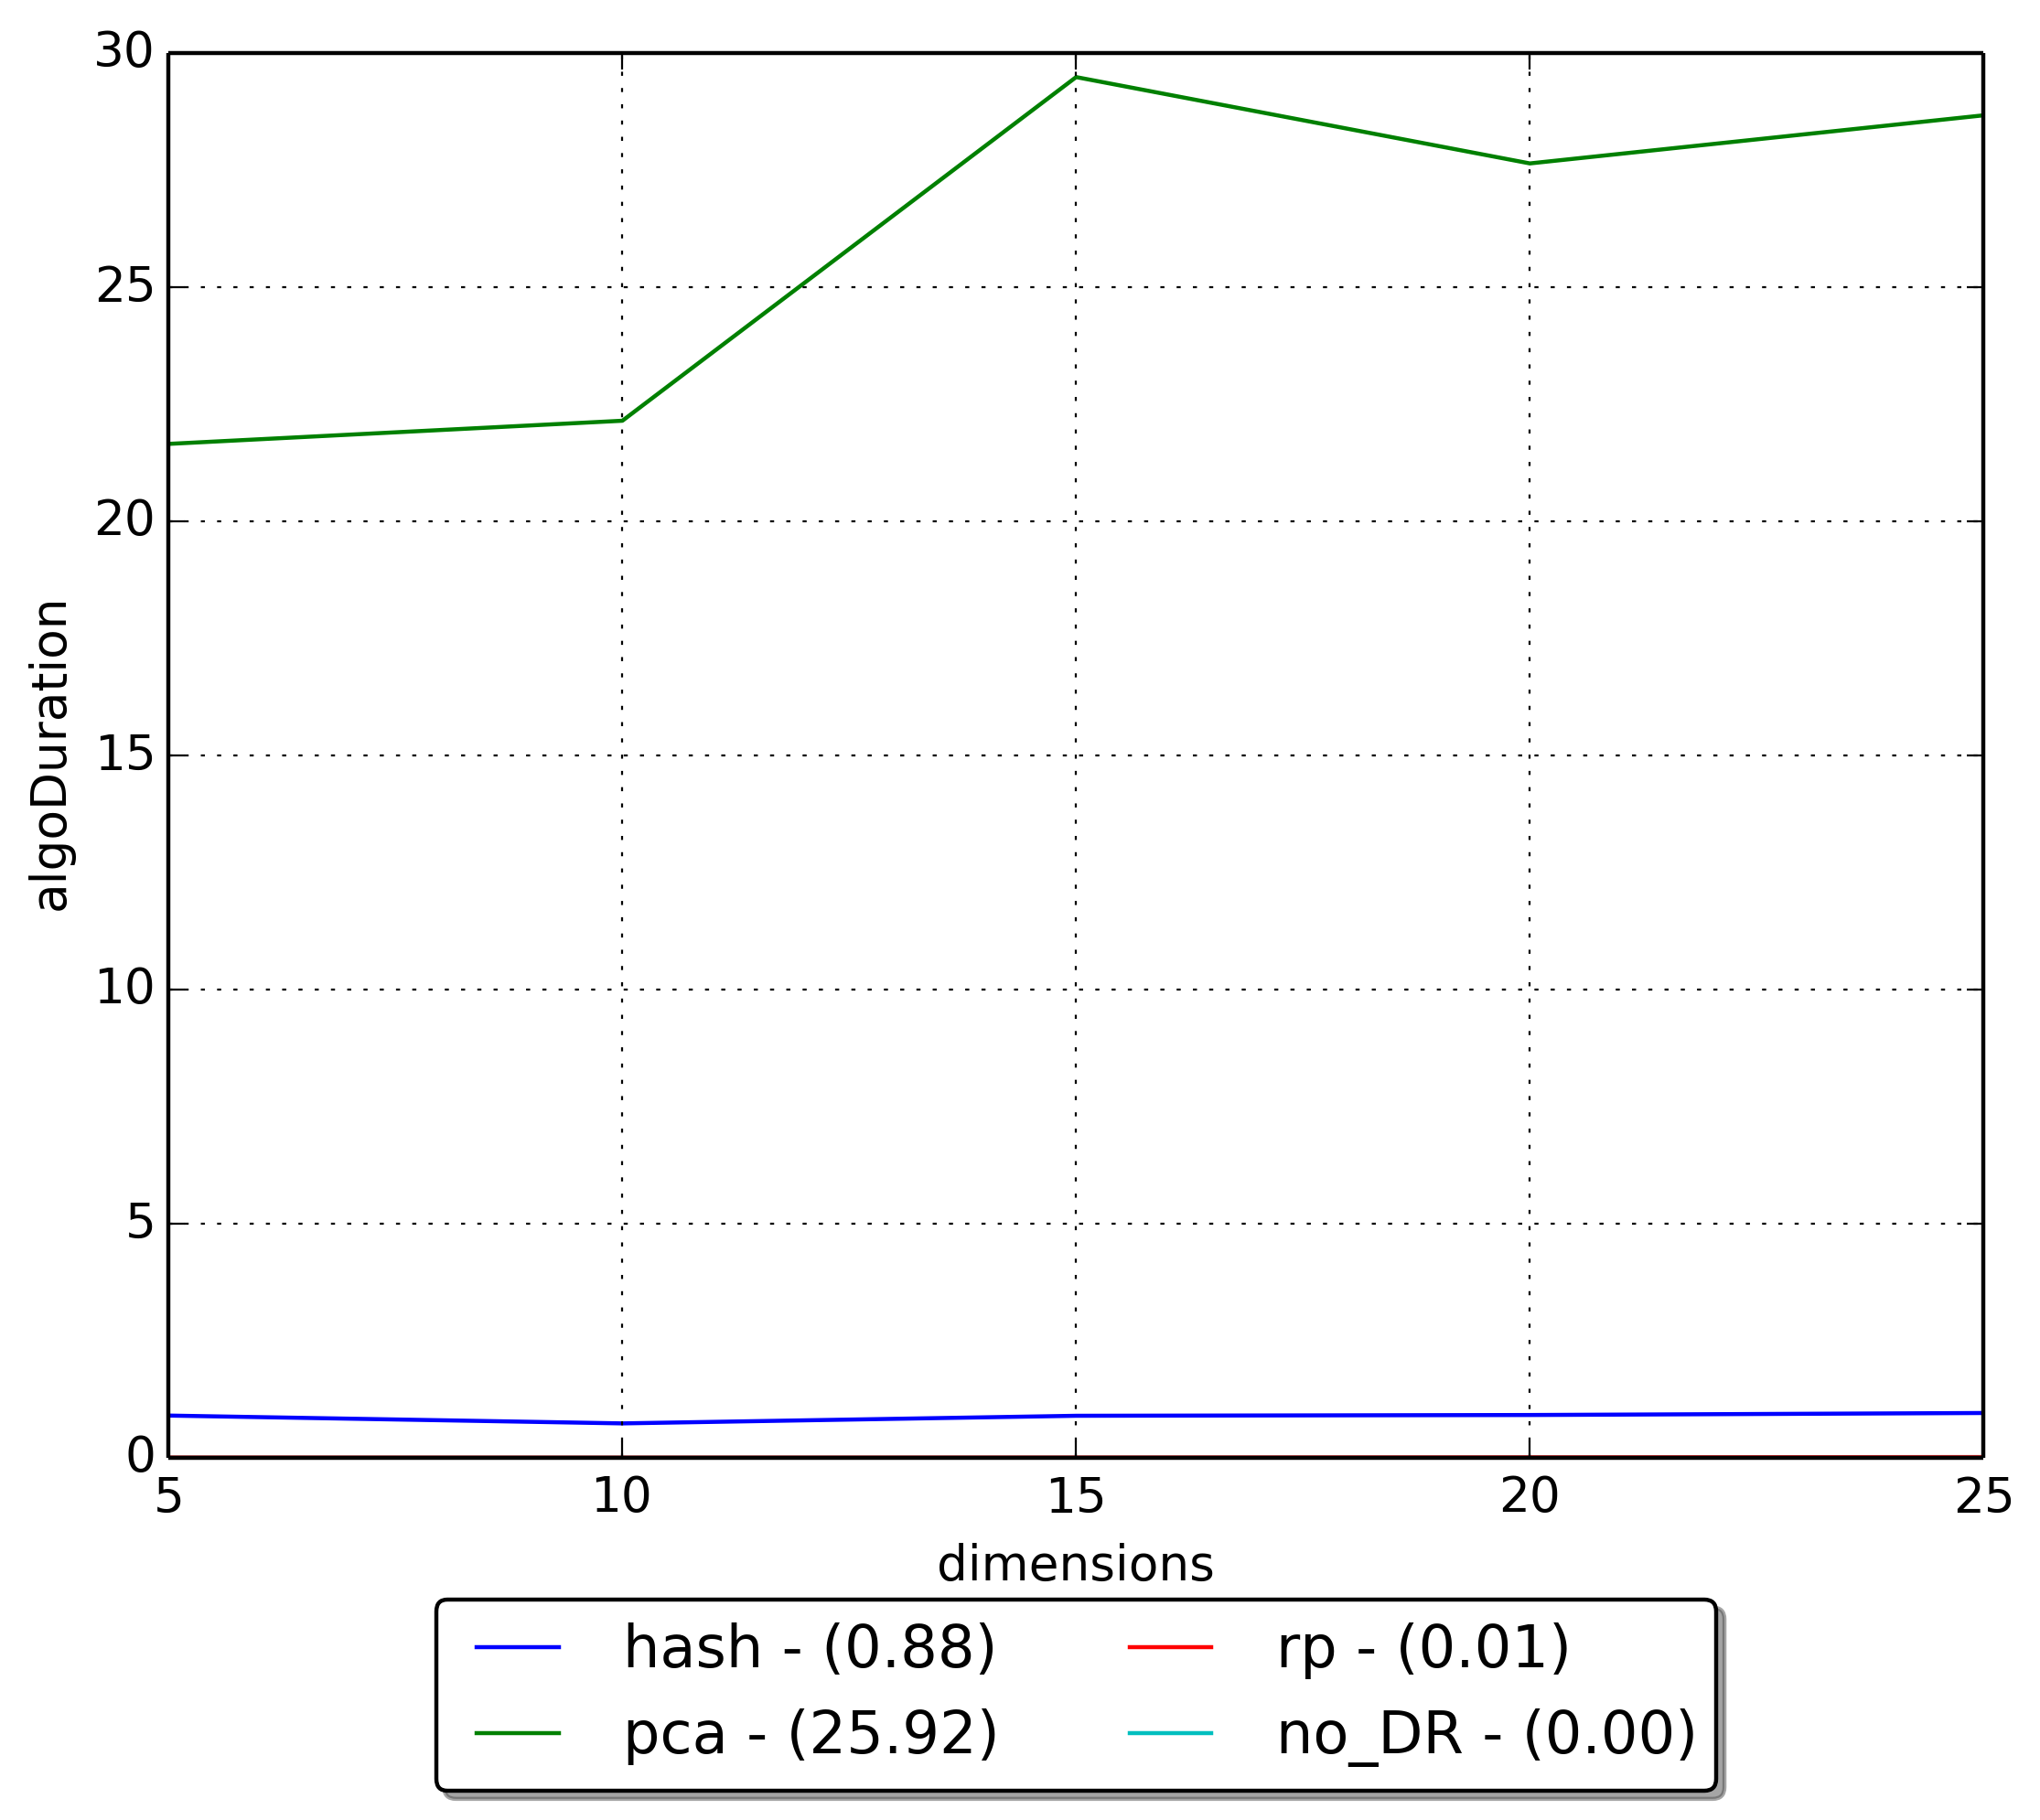 30
25
20
15
10
5
0
algoDuration
5 10 15 20 25
dimensions
hash - (0.88) rp - (0.01)
pca - (25.92) no_DR - (0.00)